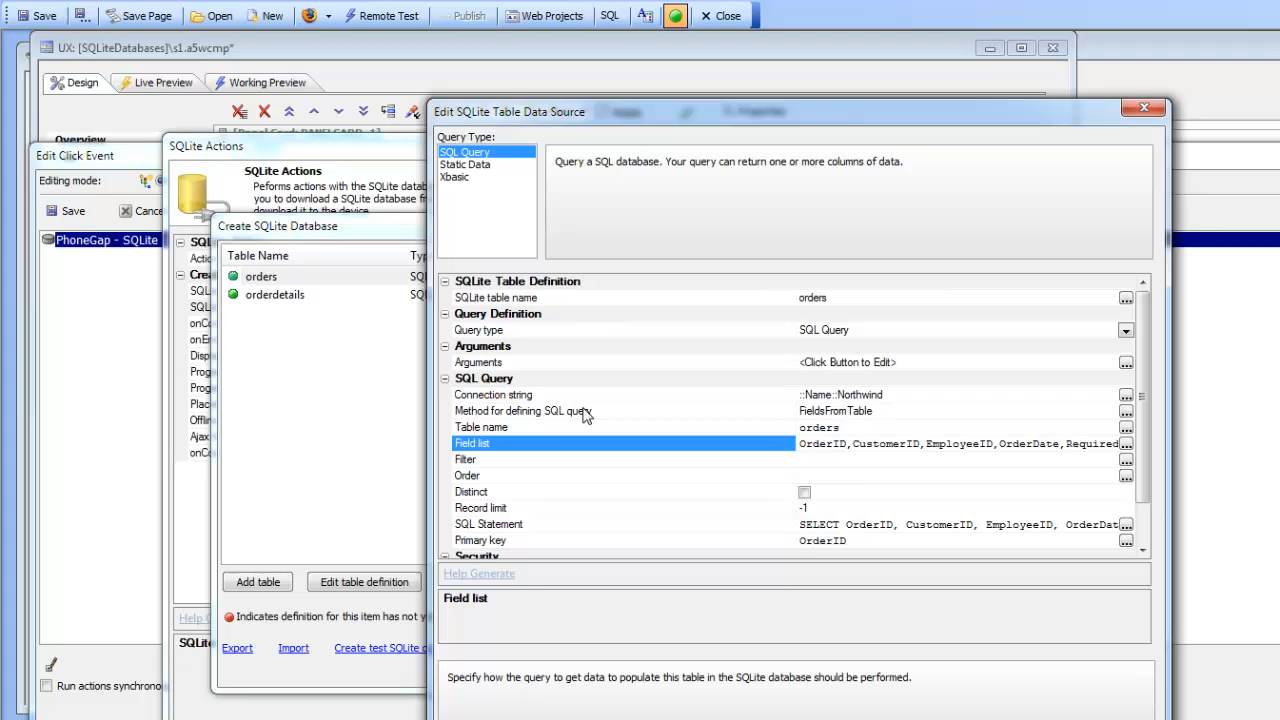 Save Save Page Open New Remote Test Publish Web Projects SQL Close
UX: [SQLiteDatabases]\s1.a5wcmp*
Design Live Preview Working Preview
Overview
Edit Click Event
Editing mode:
Save Cance
PhoneGap - SQLite
Run actions synchrono
SQLite Actions
SQLite Actions
Peforms actions with the SQLite datab
you to download a SQLite database f
download it to the device
Create SQLite Database
Table Name Typ
orders SQ
orderdetails SQ
Add table Edit table definition
Indicates definition for this item has not y
Export Import Create test SQLite
Edit SQLite Table Data Source
Query Type:
SQL Query
Static Data
Xbasic
Query a SQL database. Your query can return one or more columns of data.
SQLite Table Definition
SQLite table name orders
Query Definition
Query type SQL Query
Arguments
Arguments <Click Button to Edit>
SQL Query
Connection string ::Name::Northwind
Method for defining SQL query FieldsFromTable
Table name orders
Field list OrderID,CustomerID,EmployeeID,OrderDate,Required
Filter
Order
Distinct
Record limit -1
SQL Statement SELECT OrderID, CustomerID, EmployeeID, OrderDat
Primary key OrderID
Security
Help Generate
Field list
Specify how the query to get data to populate this table in the SQLite database should be performed.